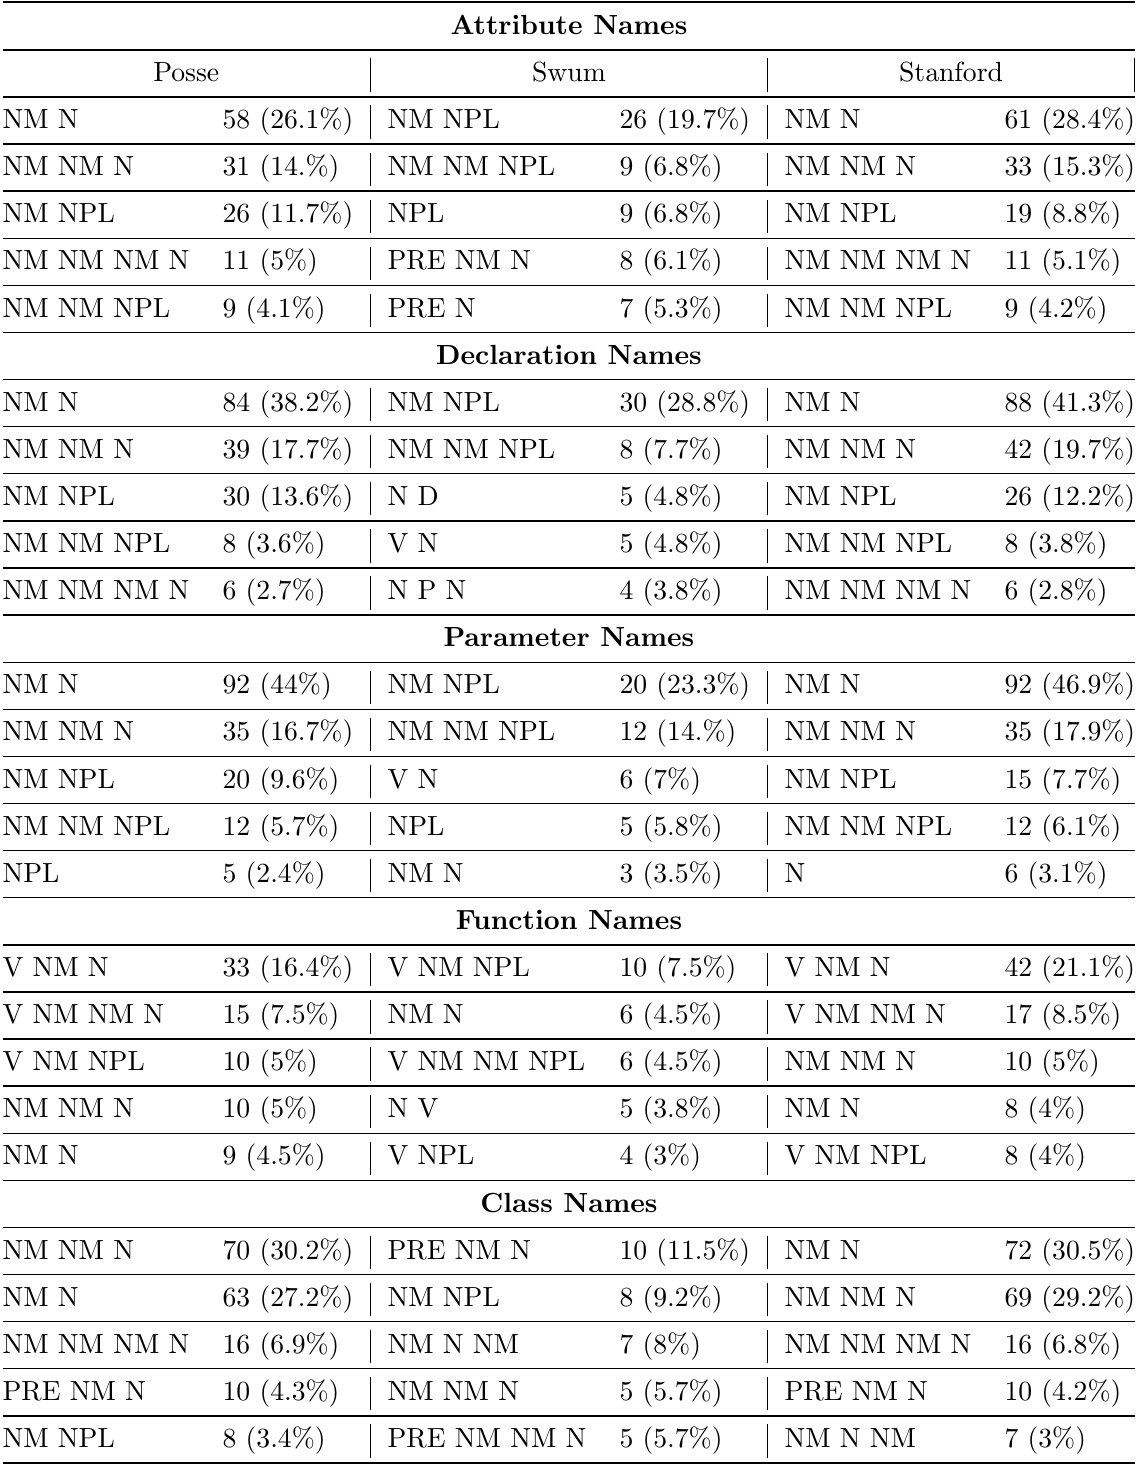 Attribute Names
Posse Swum Stanford
NM N 58 (26.1%) NM NPL 26 (19.7%) NM N 61 (28.4%)
NM NM N 31 (14.%) NM NM NPL 9 (6.8%) NM NM N 33 (15.3%)
NM NPL 26 (11.7%) NPL 9 (6.8%) NM NPL 19 (8.8%)
NM NM NM N 11 (5%) PRE NM N 8 (6.1%) NM NM NM N 11 (5.1%)
NM NM NPL 9 (4.1%) PRE N 7 (5.3%) NM NM NPL 9 (4.2%)
Declaration Names
NM N 84 (38.2%) NM NPL 30 (28.8%) NM N 88 (41.3%)
NM NM N 39 (17.7%) NM NM NPL 8 (7.7%) NM NM N 42 (19.7%)
NM NPL 30 (13.6%) N D 5 (4.8%) NM NPL 26 (12.2%)
NM NM NPL 8 (3.6%) V N 5 (4.8%) NM NM NPL 8 (3.8%)
NM NM NM N 6 (2.7%) N P N 4 (3.8%) NM NM NM N 6 (2.8%)
Parameter Names
NM N 92 (44%) NM NPL 20 (23.3%) NM N 92 (46.9%)
NM NM N 35 (16.7%) NM NM NPL 12 (14.%) NM NM N 35 (17.9%)
NM NPL 20 (9.6%) V N 6 (7%) NM NPL 15 (7.7%)
NM NM NPL 12 (5.7%) NPL 5 (5.8%) NM NM NPL 12 (6.1%)
NPL 5 (2.4%) NM N 3 (3.5%) N 6 (3.1%)
Function Names
V NM N 33 (16.4%) V NM NPL 10 (7.5%) V NM N 42 (21.1%)
V NM NM N 15 (7.5%) NM N 6 (4.5%) V NM NM N 17 (8.5%)
V NM NPL 10 (5%) V NM NM NPL 6 (4.5%) NM NM N 10 (5%)
NM NM N 10 (5%) N V 5 (3.8%) NM N 8 (4%)
NM N 9 (4.5%) V NPL 4 (3%) V NM NPL 8 (4%)
Class Names
NM NM N 70 (30.2%) PRE NM N 10 (11.5%) NM N 72 (30.5%)
NM N 63 (27.2%) NM NPL 8 (9.2%) NM NM N 69 (29.2%)
NM NM NM N 16 (6.9%) NM N NM 7 (8%) NM NM NM N 16 (6.8%)
PRE NM N 10 (4.3%) NM NM N 5 (5.7%) PRE NM N 10 (4.2%)
NM NPL 8 (3.4%) PRE NM NM N 5 (5.7%) NM N NM 7 (3%)